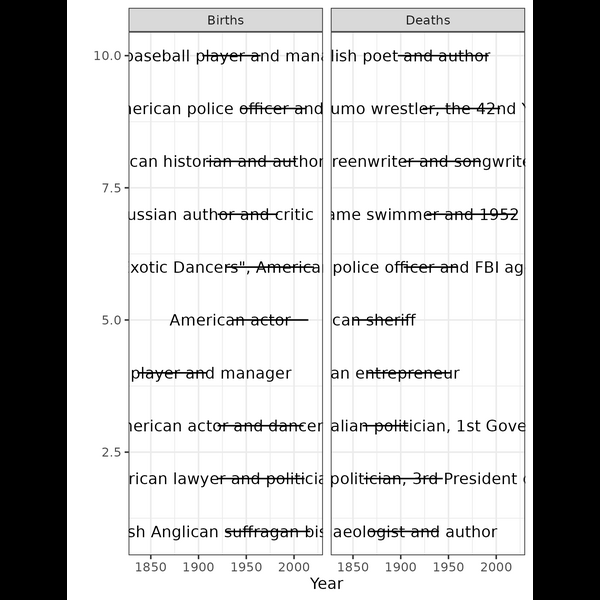 Births Deaths
10.0 baseball player and mana lish poet and author
erican police officer and umo wrestler, the 42nd Y
can historian and author reenwriter and songwrite
7.5
ussian author and critic ame swimmer and 1952
xotic Dancers", America police officer and FBI ag
5.0 American actor can sheriff
player and manager an entrepreneur
erican actor and dancer alian politician, 1st Gove
2.5
rican lawyer and politicia politician, 3rd President
sh Anglican suffragan bis aeologist and author
1850 1900 1950 2000 1850 1900 1950 2000
Year